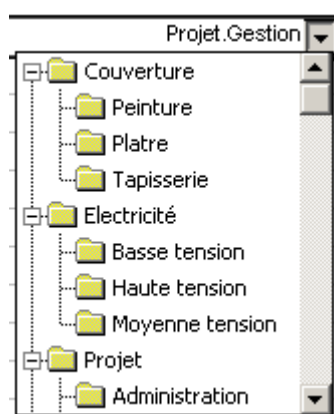 Projet.Gestion
Couverture
Peinture
Platre
Tapisserie
Electricité
Basse tension
Haute tension
Moyenne tension
Projet
Administration